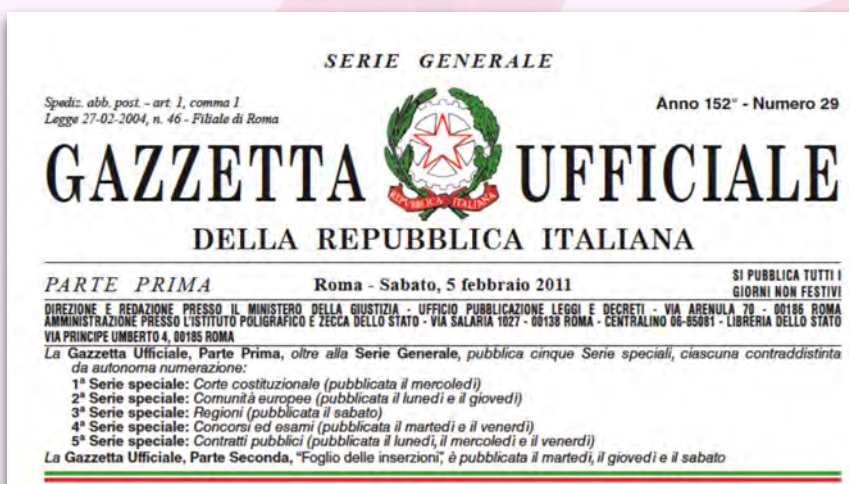 SERIE GENERALE
Spediz. abb. post. - art. 1, comma 1
Legge 27-02-2004, n. 46 - Filiale di Roma
Anno 152° - Numero 29
GAZZETTA UFFICIALE
REPVBBLICA ITALIANA
DELLA REPUBBLICA ITALIANA
PARTE PRIMA
Roma - Sabato, 5 febbraio 2011
SI PUBBLICA TUTTI I
GIORNI NON FESTIVI
DIREZIONE E REDAZIONE PRESSO IL MINISTERO DELLA GIUSTIZIA - UFFICIO PUBBLICAZIONE LEGGI E DECRETI - VIA ARENULA 70 - 00186 ROMA
AMMINISTRAZIONE PRESSO L'ISTITUTO POLIGRAFICO E ZECCA DELLO STATO - VIA SALARIA 1027 - 00138 ROMA - CENTRALINO 06-85081 - LIBRERIA DELLO STATO
VIA PRINCIPE UMBERTO 4, 00185 ROMA
La Gazzetta Ufficiale, Parte Prima, oltre alla Serie Generale, pubblica cinque Serie speciali, ciascuna contraddistinta
da autonoma numerazione:
1ª Serie speciale: Corte costituzionale (pubblicata il mercoledì)
2ª Serie speciale: Comunità europee (pubblicata il lunedì e il giovedì)
3ª Serie speciale: Regioni (pubblicata il sabato)
4ª Serie speciale: Concorsi ed esami (pubblicata il martedì e il venerdì)
5ª Serie speciale: Contratti pubblici (pubblicata il lunedì, il mercoledì e il venerdì)
La Gazzetta Ufficiale, Parte Seconda, "Foglio delle inserzioni", è pubblicata il martedì, il giovedì e il sabato